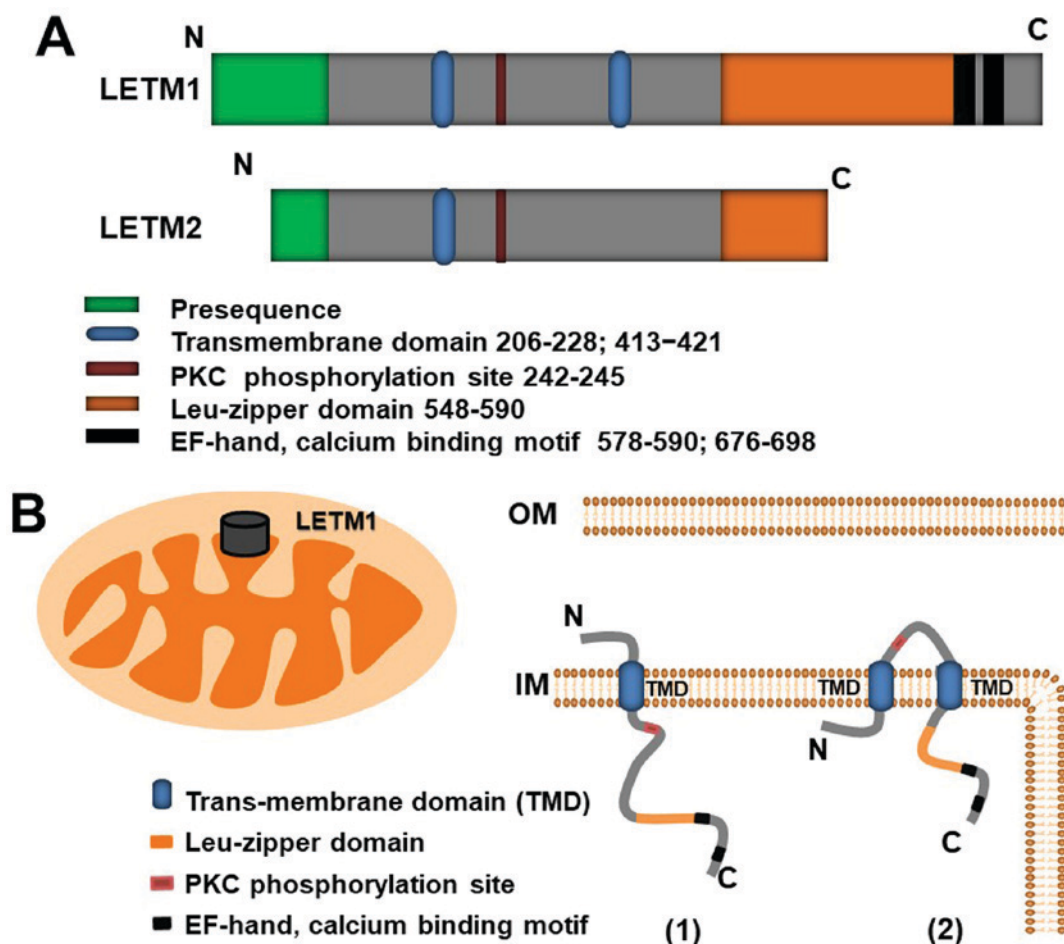 A
N
C
LETM1
N
C
LETM2
Presequence
Transmembrane domain 206-228; 413−421
PKC phosphorylation site 242-245
Leu-zipper domain 548-590
EF-hand, calcium binding motif 578-590; 676-698
B
LETM1
OM
N
IM
TMD
TMD
TMD
N
C
C
Trans-membrane domain (TMD)
Leu-zipper domain
PKC phosphorylation site
EF-hand, calcium binding motif
(1)
(2)